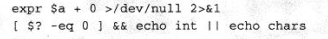 expr $a + 0 >/dev/null 2>&1
[ $? -eq 0 ] && echo int || echo chars